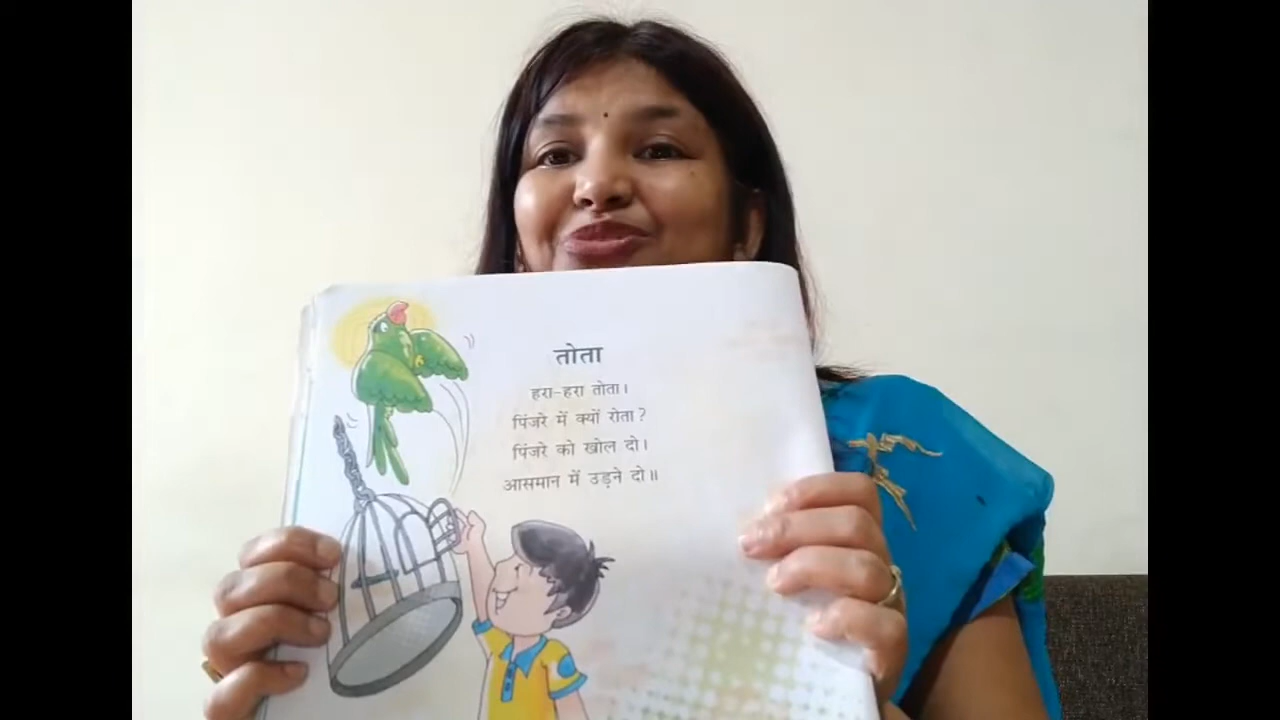 तोता
हरा-हरा तोता।
पिंजरे में क्यों रोता?
पिंजरे को खोल दो।
आसमान में उड़ने दो॥